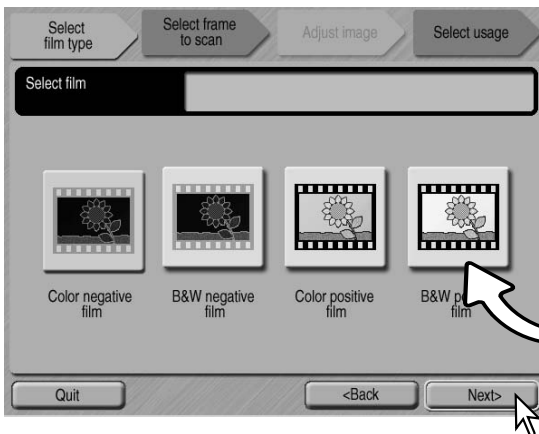 Select
film type
Select frame
to scan
Adjust image
Select usage
Select film
Color negative
film
B&W negative
film
Color positive
film
B&W
film
Quit
<Back
Next>